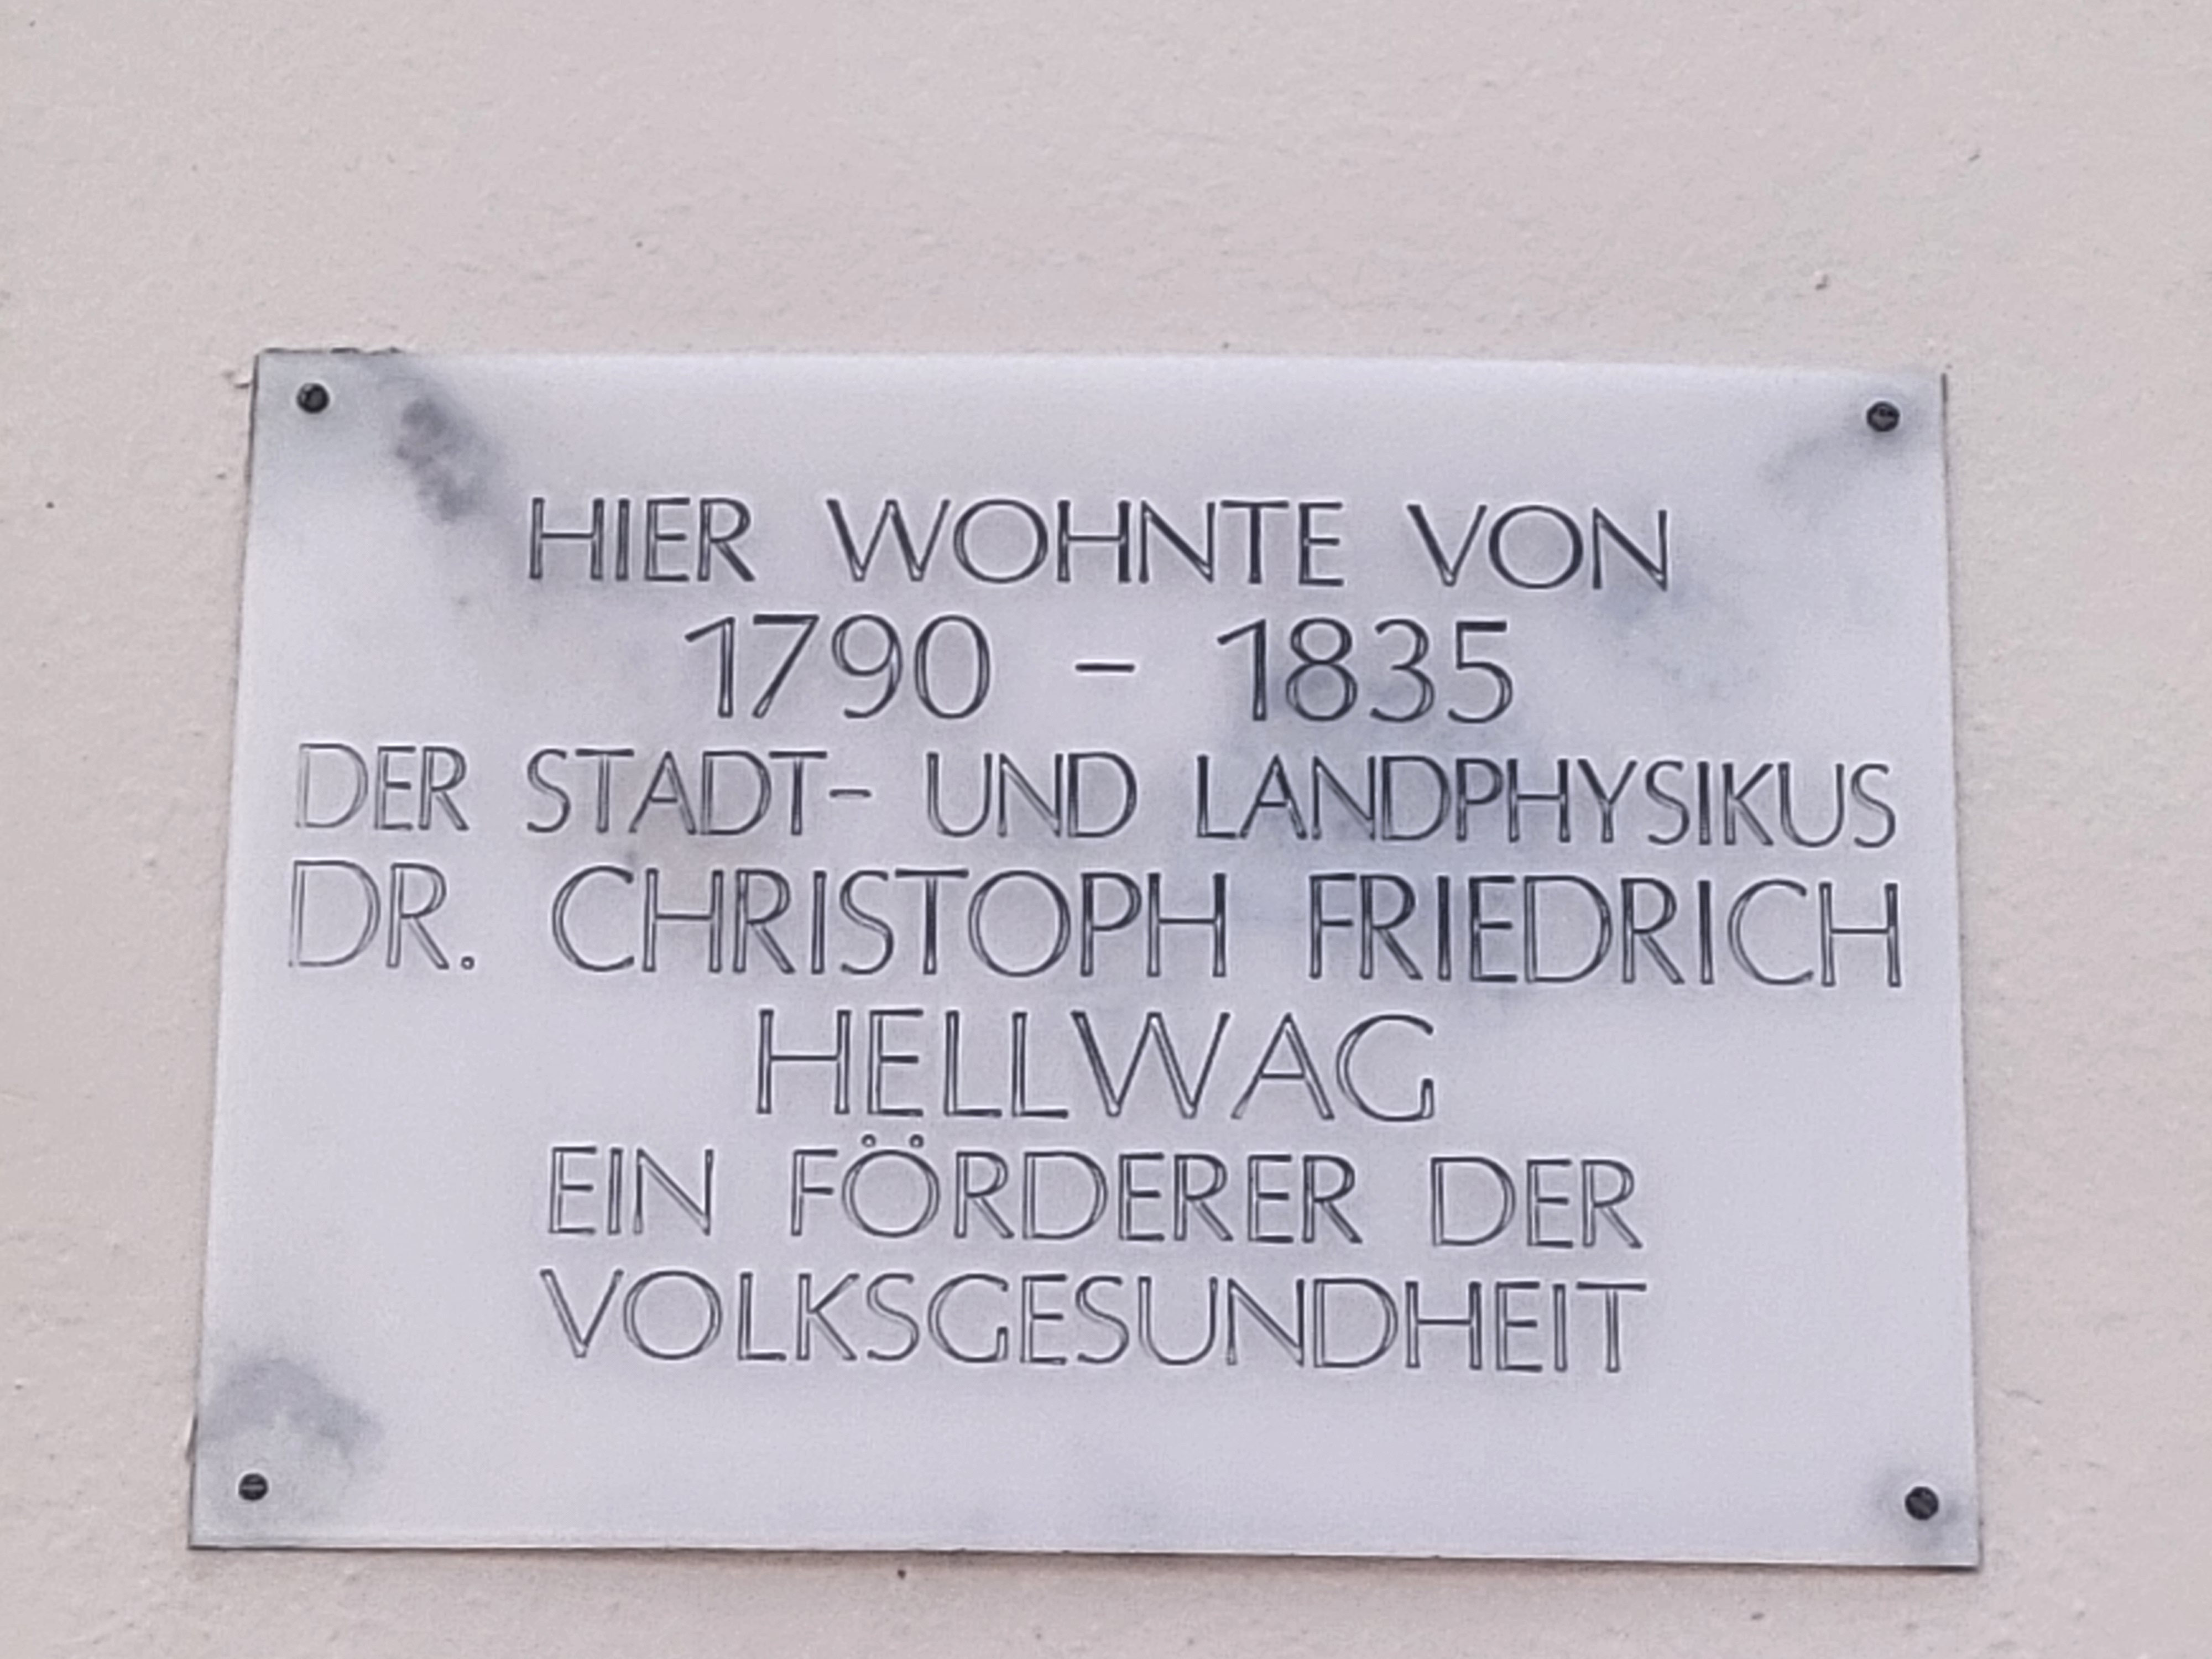 HIER WOHNTE VON
1790 – 1835
DER STADT- UND LANDPHYSIKUS
DR. CHRISTOPH FRIEDRICH
HELLWAG
EIN FÖRDERER DER
VOLKSGESUNDHEIT